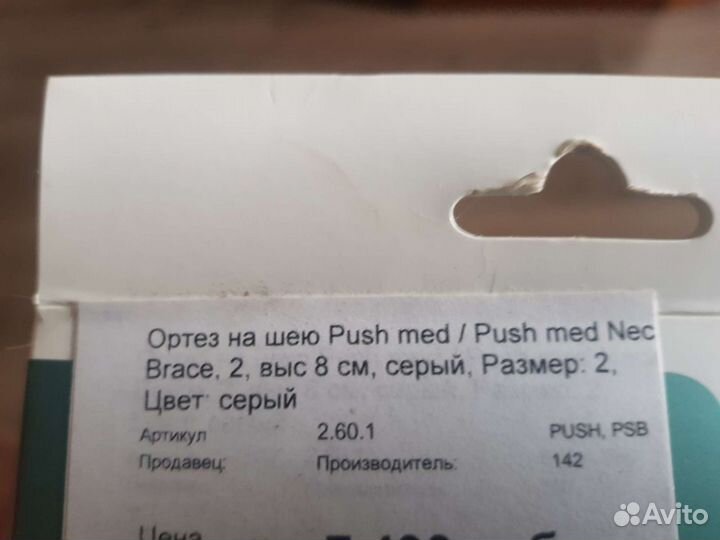 Ортез на шею Push med / Push med Nec
Brace, 2, выс 8 см, серый, Размер: 2,
Цвет: серый
Артикул 2.60.1 PUSH, PSB
Продавец: Производитель: 142
Цена
Avito